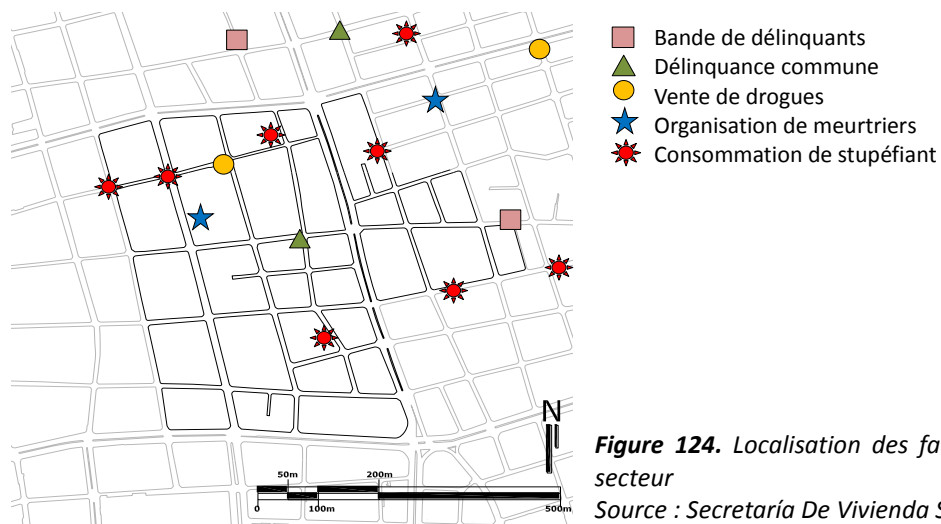 Bande de délinquants
Délinquance commune
Vente de drogues
Organisation de meurtriers
Consommation de stupéfiant
N
50m 200m
0 100m 500m
Figure 124. Localisation des fa
secteur
Source : Secretaría De Vivienda S